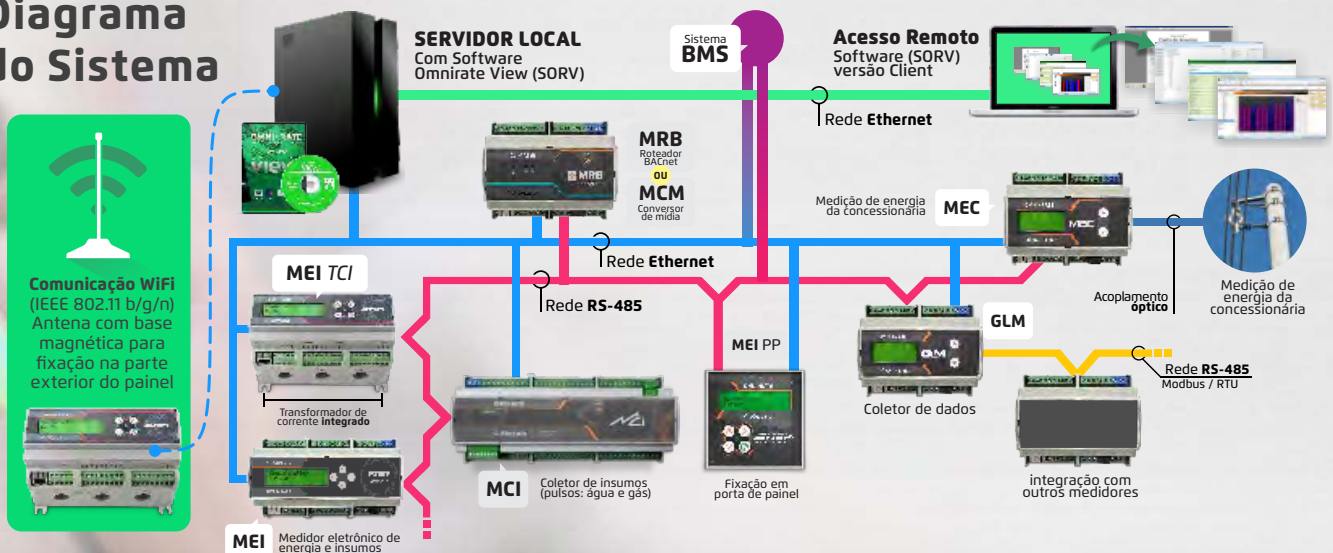 Diagrama
do Sistema
SERVIDOR LOCAL
Com Software
Omnirate View (SORV)
Sistema
BMS
Acesso Remoto
Software (SORV)
versão Client
Rede Ethernet
MRB
Roteador
BACnet
ou
MCM
Conversor
de mídia
MRB
Medição de energia
da concessionária
MEC
MEC
Acoplamento
óptico
Medição de
energia da
concessionária
Comunicação WiFi
(IEEE 802.11 b/g/n)
Antena com base
magnética para
fixação na parte
exterior do painel
Rede Ethernet
Rede RS-485
MEI TCI
Transformador de
corrente integrado
MEI
Medidor eletrônico de
energia e insumos
MCI
MCI
Coletor de insumos
(pulsos: água e gás)
MEI PP
Fixação em
porta de painel
GLM
GLM
Coletor de dados
Rede RS-485
Modbus / RTU
integração com
outros medidores